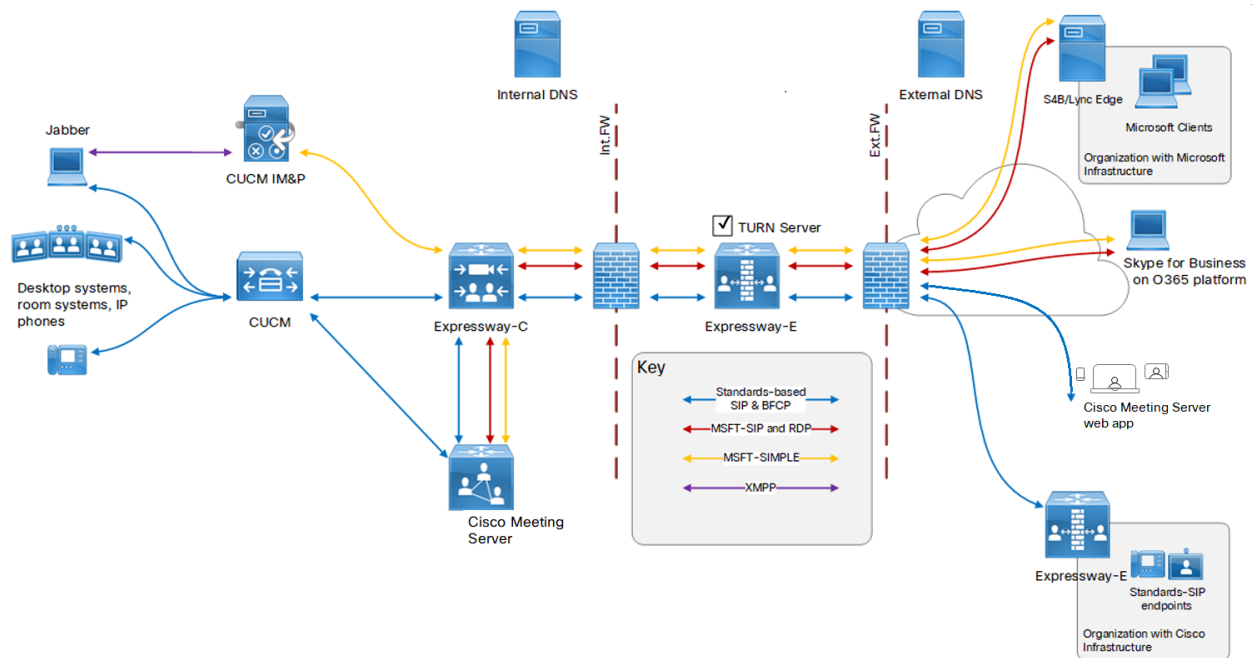 Internal DNS
External DNS
S4B/Lync Edge
Microsoft Clients
Organization with Microsoft
Infrastructure
Int.FW
Ext.FW
Jabber
CUCM IM&P
TURN Server
Skype for Business
on O365 platform
Desktop systems,
room systems, IP
phones
CUCM
Expressway-C
Expressway-E
Key
Standards-based
SIP & BFCP
MSFT-SIP and RDP
MSFT-SIMPLE
XMPP
Cisco Meeting Server
web app
Cisco Meeting
Server
Expressway-E
Standards-SIP
endpoints
Organization with Cisco
Infrastructure